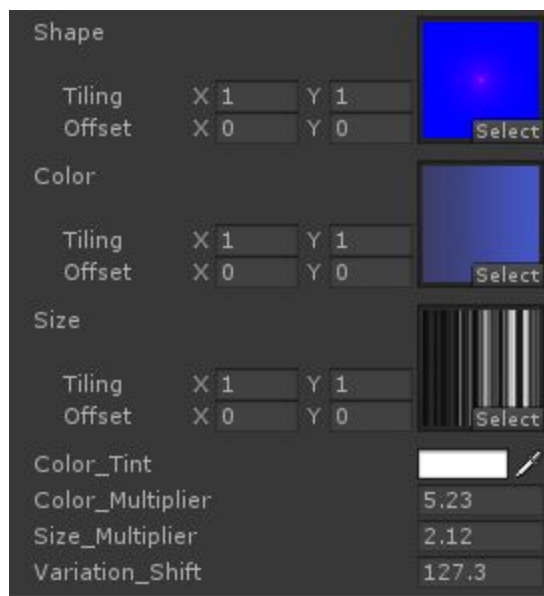 Shape
Tiling X 1 Y 1
Offset X 0 Y 0
Select
Color
Tiling X 1 Y 1
Offset X 0 Y 0
Select
Size
Tiling X 1 Y 1
Offset X 0 Y 0
Select
Color_Tint
Color_Multiplier 5.23
Size_Multiplier 2.12
Variation_Shift 127.3